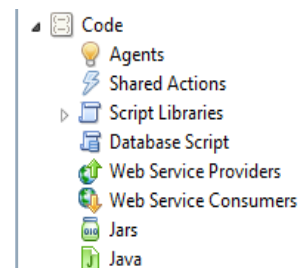 Code
Agents
Shared Actions
Script Libraries
Database Script
Web Service Providers
Web Service Consumers
Jars
Java